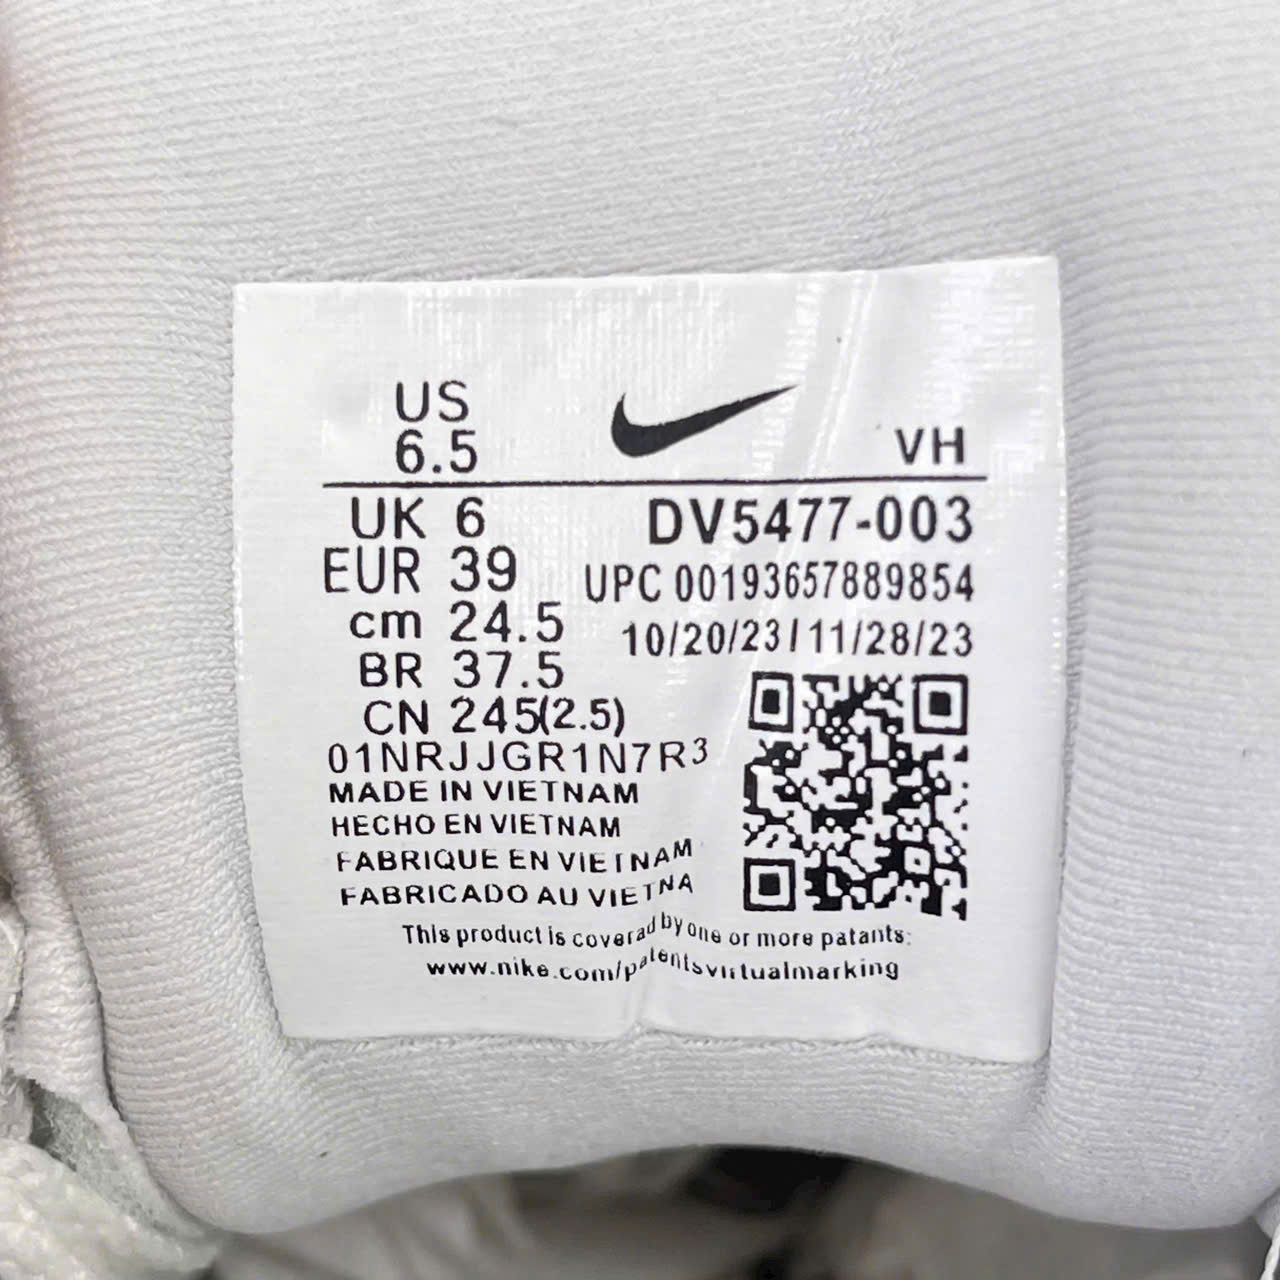 US
6.5
VH
UK 6
DV5477-003
EUR 39
UPC 00193657889854
cm 24.5
10/20/23 / 11/28/23
BR 37.5
CN 245(2.5)
01NRJJGR1N7R3
MADE IN VIETNAM
HECHO EN VIETNAM
FABRIQUE EN VIETNAM
FABRICADO AU VIETNA
This product is coverad by one or more patants:
www.nike.com/patentsvirtualmarking